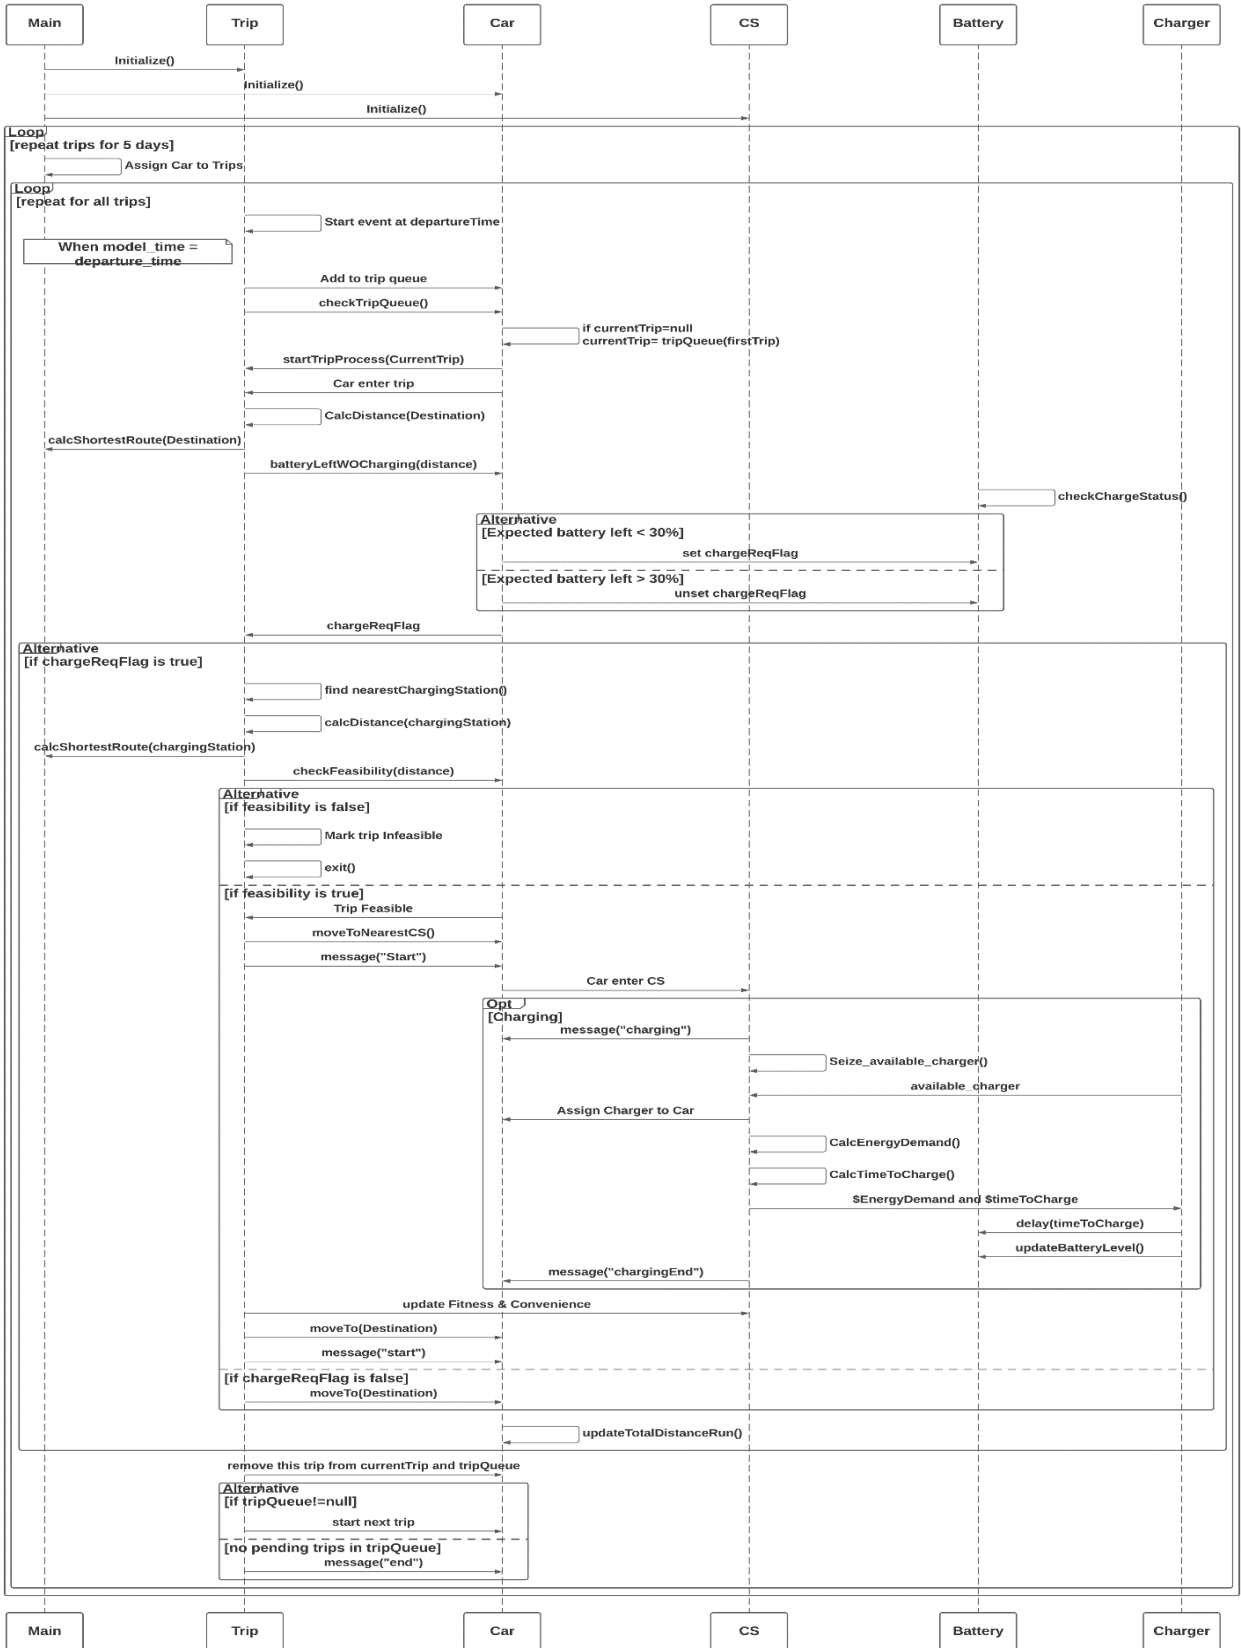 Main Trip Car CS Battery Charger
Initialize()
Initialize()
Initialize()
Loop
[repeat trips for 5 days]
Assign Car to Trips
Loop
[repeat for all trips]
Start event at departureTime
When model_time =
departure_time
Add to trip queue
checkTripQueue()
if currentTrip=null
currentTrip= tripQueue(firstTrip)
startTripProcess(CurrentTrip)
Car enter trip
CalcDistance(Destination)
calcShortestRoute(Destination)
batteryLeftWOCharging(distance)
checkChargeStatus()
Alternative
[Expected battery left < 30%]
set chargeReqFlag
[Expected battery left > 30%]
unset chargeReqFlag
chargeReqFlag
Alternative
[if chargeReqFlag is true]
find nearestChargingStation()
calcDistance(chargingStation)
calcShortestRoute(chargingStation)
checkFeasibility(distance)
Alternative
[if feasibility is false]
Mark trip Infeasible
exit()
[if feasibility is true]
Trip Feasible
moveToNearestCS()
message("Start")
Car enter CS
Opt
[Charging]
message("charging")
Seize_available_charger()
available_charger
Assign Charger to Car
CalcEnergyDemand()
CalcTimeToCharge()
$EnergyDemand and $timeToCharge
delay(timeToCharge)
updateBatteryLevel()
message("chargingEnd")
update Fitness & Convenience
moveTo(Destination)
message("start")
[if chargeReqFlag is false]
moveTo(Destination)
updateTotalDistanceRun()
remove this trip from currentTrip and tripQueue
Alternative
[if tripQueue!=null]
start next trip
[no pending trips in tripQueue]
message("end")
Main Trip Car CS Battery Charger